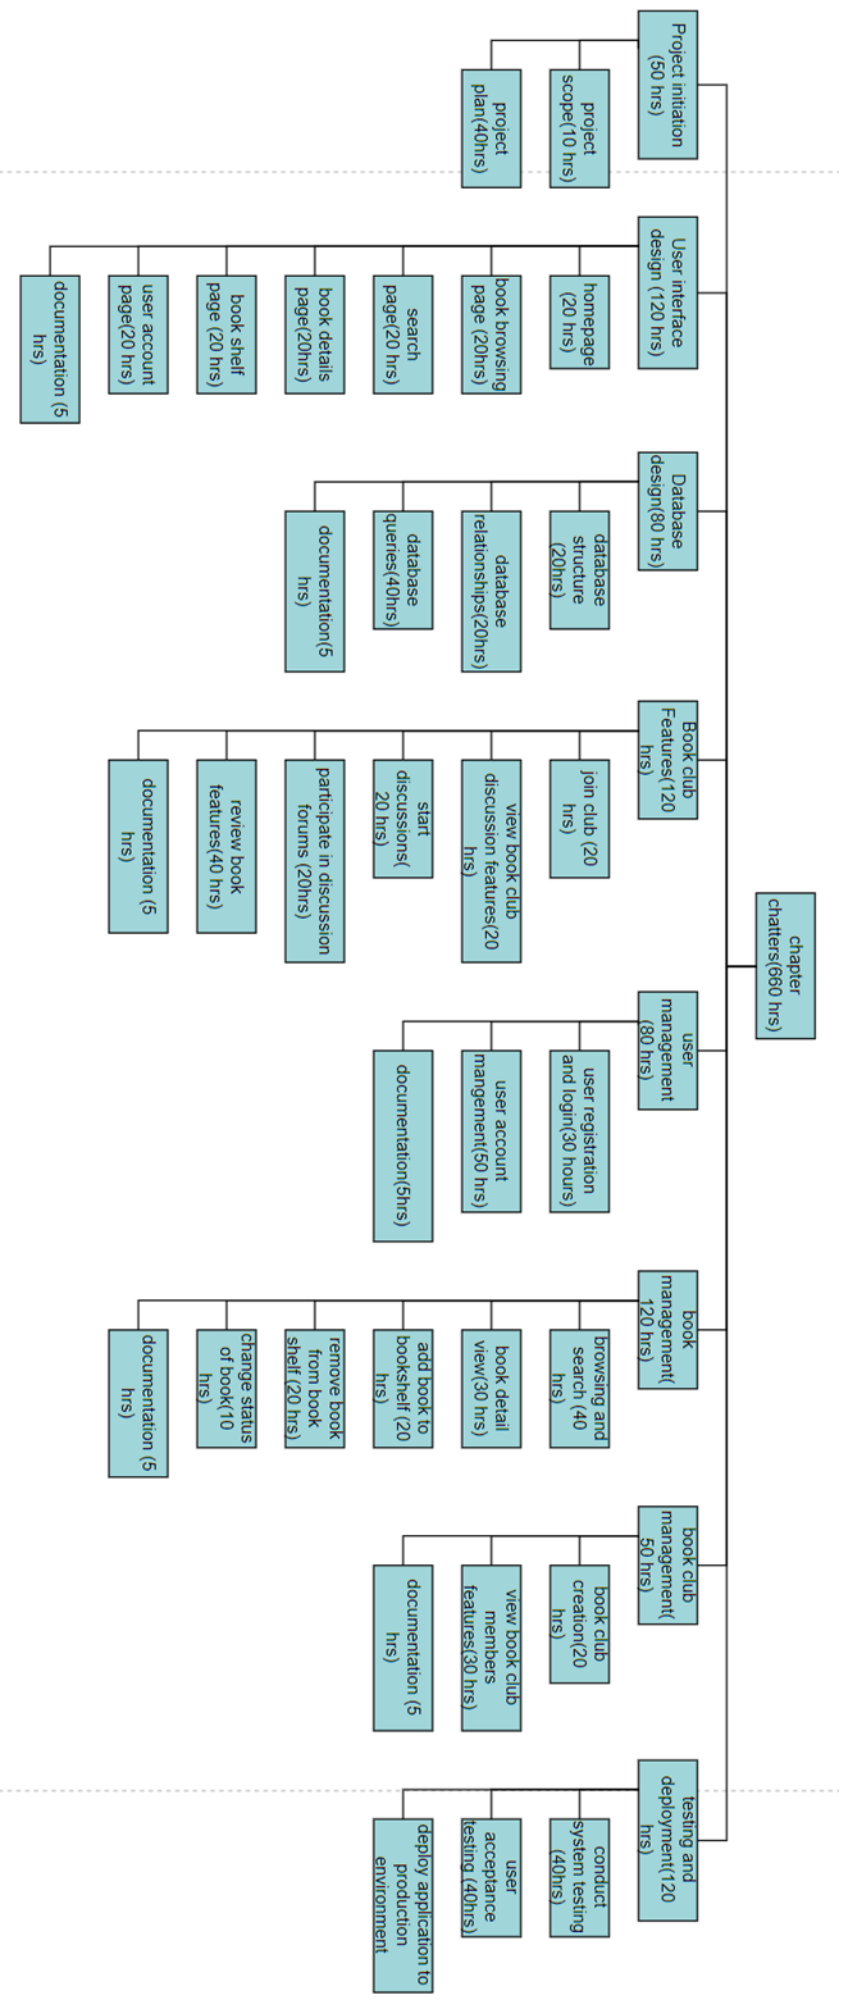 chapter
chatters(660 hrs)
Project initiation
(50 hrs)
project
scope(10 hrs)
project
plan(40hrs)
User interface
design (120 hrs)
homepage
(20 hrs)
book browsing
page (20hrs)
search
page(20 hrs)
book details
page(20hrs)
book shelf
page (20 hrs)
user account
page(20 hrs)
documentation (5
hrs)
Database
design(80 hrs)
database
structure
(20hrs)
database
relationships(20hrs)
database
queries(40hrs)
documentation(5
hrs)
Book club
Features(120
hrs)
join club (20
hrs)
view book club
discussion features(20
hrs)
start
discussions(
20 hrs)
participate in discussion
forums (20hrs)
review book
features(40 hrs)
documentation (5
hrs)
user
management
(80 hrs)
user registration
and login(30 hours)
user account
mangement(50 hrs)
documentation(5hrs)
book
management(
120 hrs)
browsing and
search (40
hrs)
book detail
view(30 hrs)
add book to
bookshelf (20
hrs)
remove book
from book
shelf (20 hrs)
change status
of book(10
hrs)
documentation (5
hrs)
book club
management(
50 hrs)
book club
creation(20
hrs)
view book club
members
features(30 hrs)
documentation (5
hrs)
testing and
deployment(120
hrs)
conduct
system testing
(40hrs)
user
acceptance
testing (40hrs)
deploy application to
production
environment